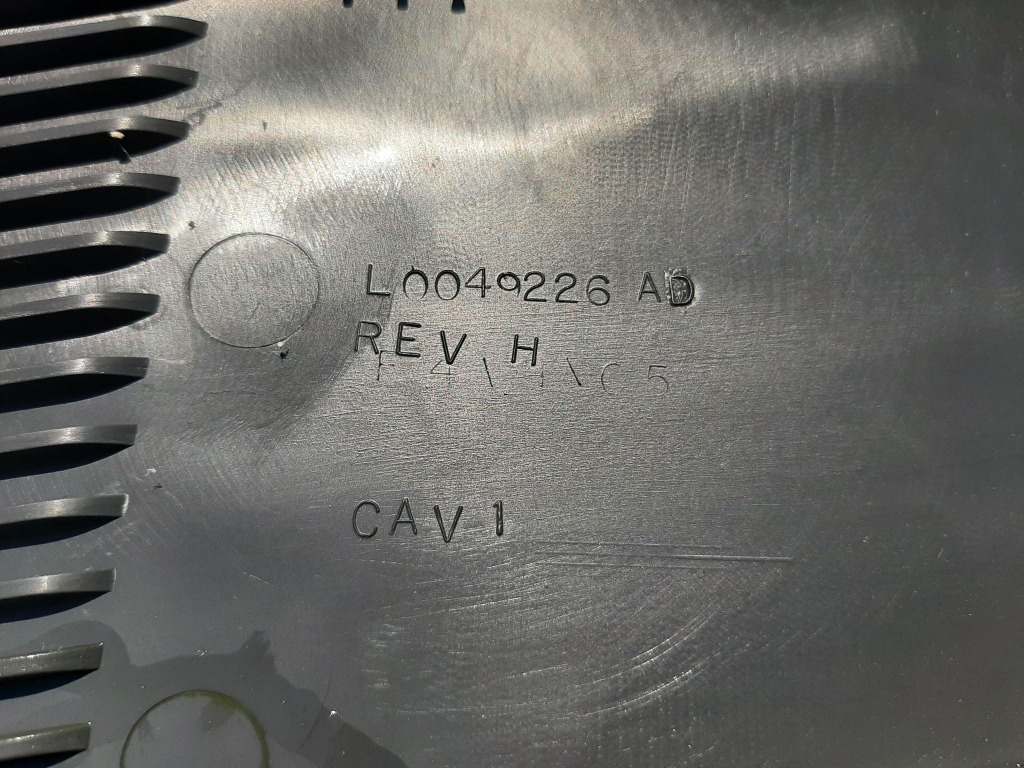 L0049226 AD
REV H
CAV 1